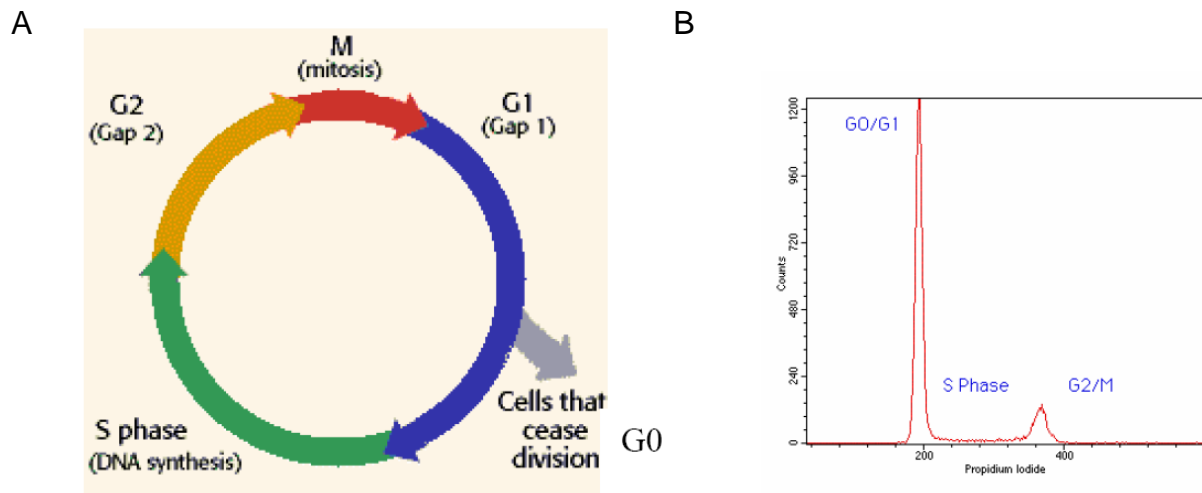 A
M
(mitosis)
G2
(Gap 2)
G1
(Gap 1)
S phase
(DNA synthesis)
Cells that
cease
division
G0
B
1200
960
720
480
240
0
Counts
G0/G1
S Phase
G2/M
200
400
Propidium Iodide